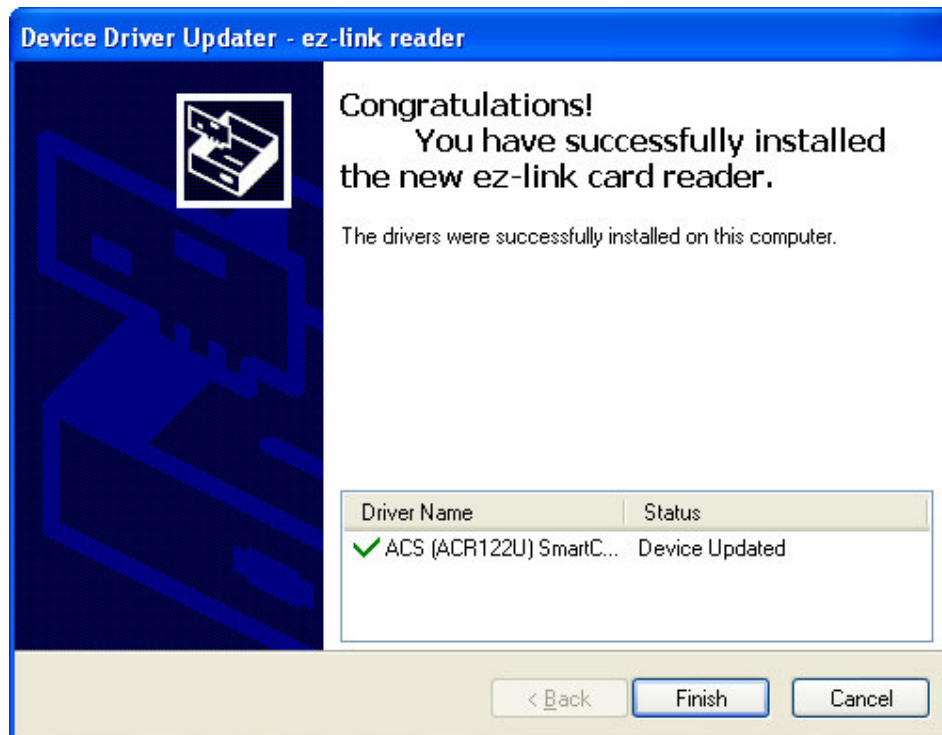 Device Driver Updater - ez-link reader
Congratulations!
You have successfully installed
the new ez-link card reader.
The drivers were successfully installed on this computer.
Driver Name Status
ACS (ACR122U) SmartC... Device Updated
< Back Finish Cancel